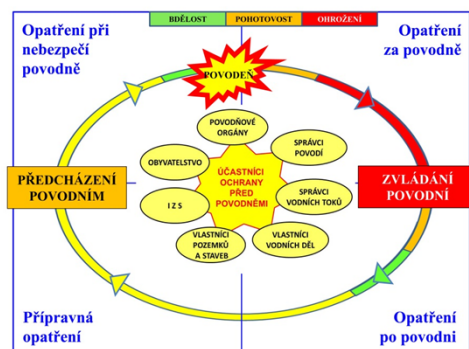 BDĚLOST
POHOTOVOST
OHROŽENÍ
Opatření při
nebezpečí
povodně
Opatření
za povodně
POVODEŇ
POVODŇOVÉ
ORGÁNY
SPRÁVCI
POVODÍ
OBYVATELSTVO
ÚČASTNÍCI
OCHRANY
PŘED
POVODNĚMI
PŘEDCHÁZENÍ
POVODNÍM
ZVLÁDÁNÍ
POVODNÍ
I Z S
SPRÁVCI
VODNÍCH TOKŮ
VLASTNÍCI
POZEMKŮ
A STAVEB
VLASTNÍCI
VODNÍCH DĚL
Přípravná
opatření
Opatření
po povodni